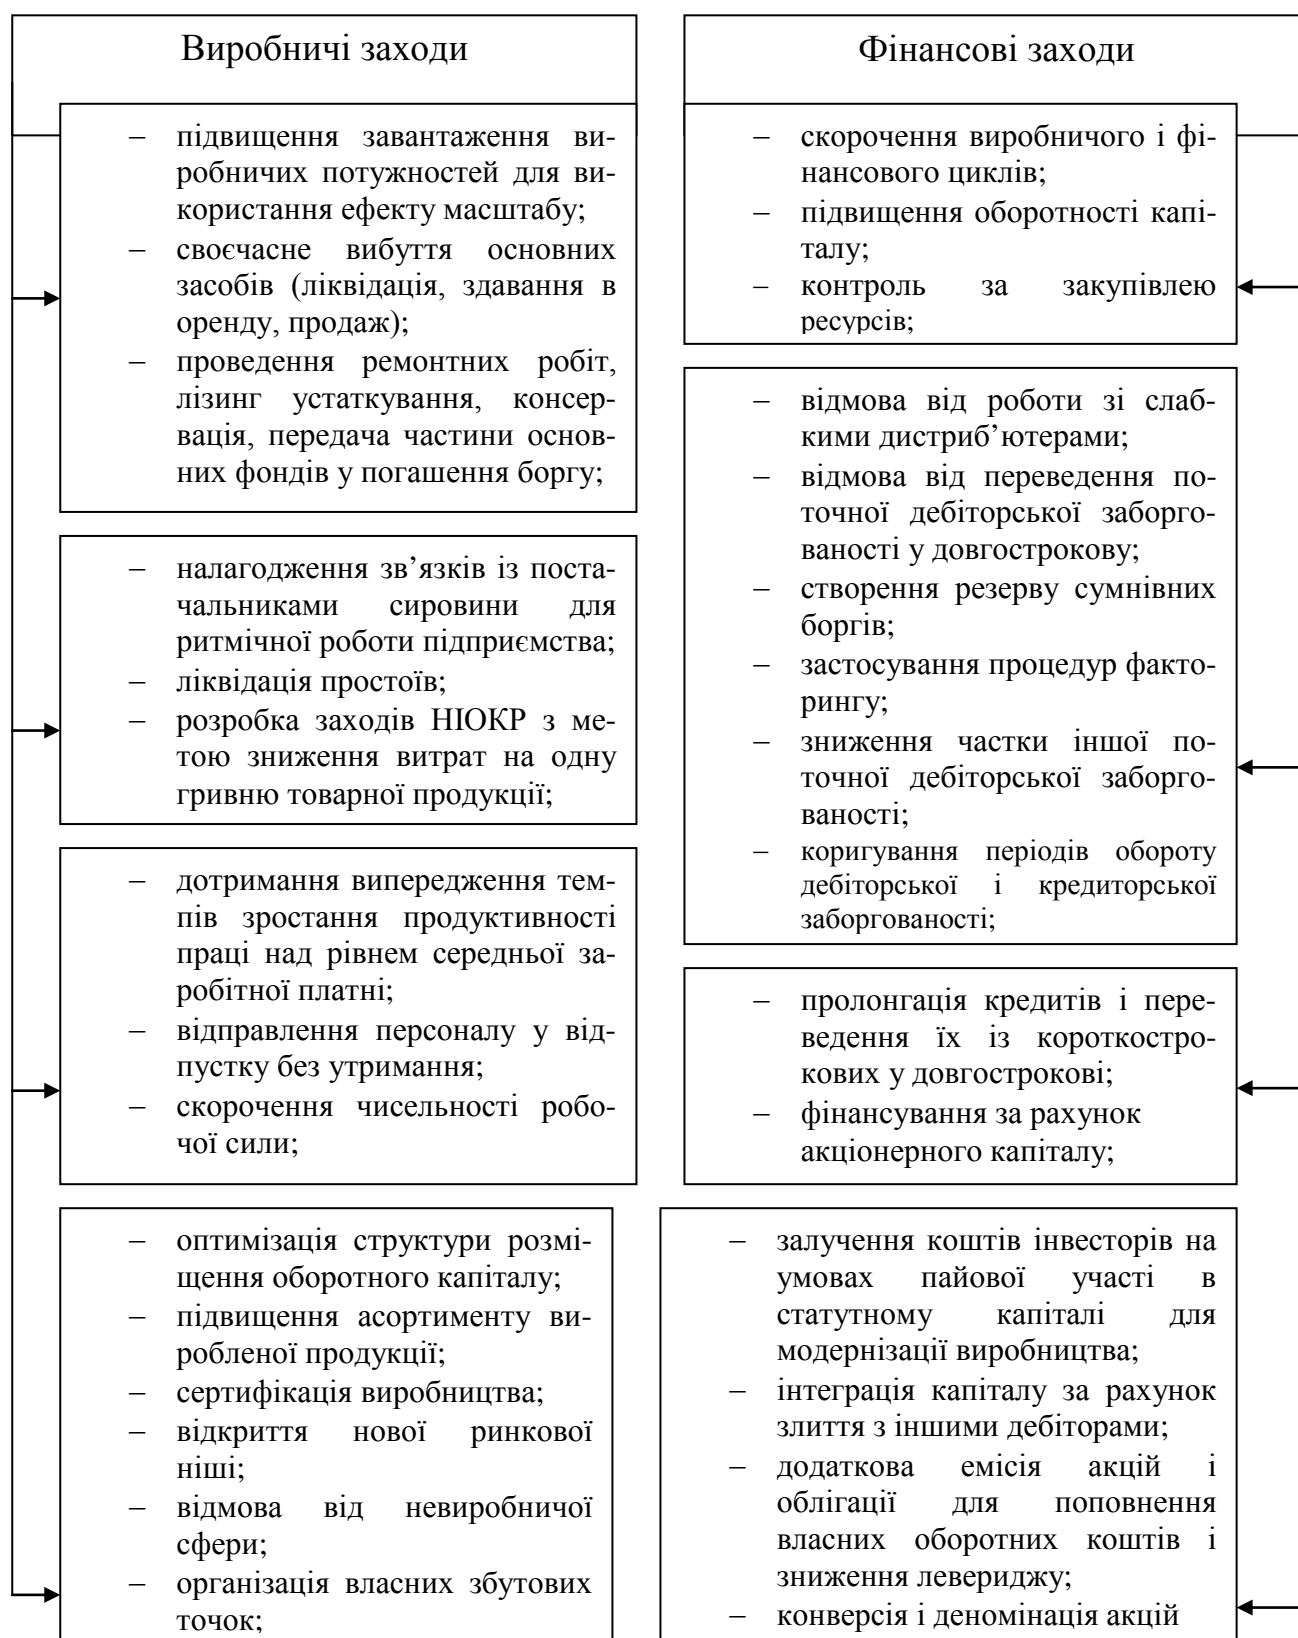 Виробничі заходи
– підвищення завантаження ви-
робничих потужностей для ви-
користання ефекту масштабу;
– своєчасне вибуття основних
засобів (ліквідація, здавання в
оренду, продаж);
– проведення ремонтних робіт,
лізинг устаткування, консер-
вація, передача частини основ-
них фондів у погашення боргу;
– налагодження зв’язків із поста-
чальниками сировини для
ритмічної роботи підприємства;
– ліквідація простоїв;
– розробка заходів НІОКР з ме-
тою зниження витрат на одну
гривню товарної продукції;
– дотримання випередження тем-
пів зростання продуктивності
праці над рівнем середньої за-
робітної платні;
– відправлення персоналу у від-
пустку без утримання;
– скорочення чисельності робо-
чої сили;
– оптимізація структури розмі-
щення оборотного капіталу;
– підвищення асортименту ви-
робленої продукції;
– сертифікація виробництва;
– відкриття нової ринкової
ніші;
– відмова від невиробничої
сфери;
– організація власних збутових
точок;
Фінансові заходи
– скорочення виробничого і фі-
нансового циклів;
– підвищення оборотності капі-
талу;
– контроль за закупівлею
ресурсів;
– відмова від роботи зі слаб-
кими дистриб’ютерами;
– відмова від переведення по-
точної дебіторської заборго-
ваності у довгострокову;
– створення резерву сумнівних
боргів;
– застосування процедур факто-
рингу;
– зниження частки іншої по-
точної дебіторської заборго-
ваності;
– коригування періодів обороту
дебіторської і кредиторської
заборгованості;
– пролонгація кредитів і пере-
ведення їх із короткостро-
кових у довгострокові;
– фінансування за рахунок
акціонерного капіталу;
– залучення коштів інвесторів на
умовах пайової участі в
статутному капіталі для
модернізації виробництва;
– інтеграція капіталу за рахунок
злиття з іншими дебіторами;
– додаткова емісія акцій і
облігації для поповнення
власних оборотних коштів і
зниження левериджу;
– конверсія і деномінація акцій